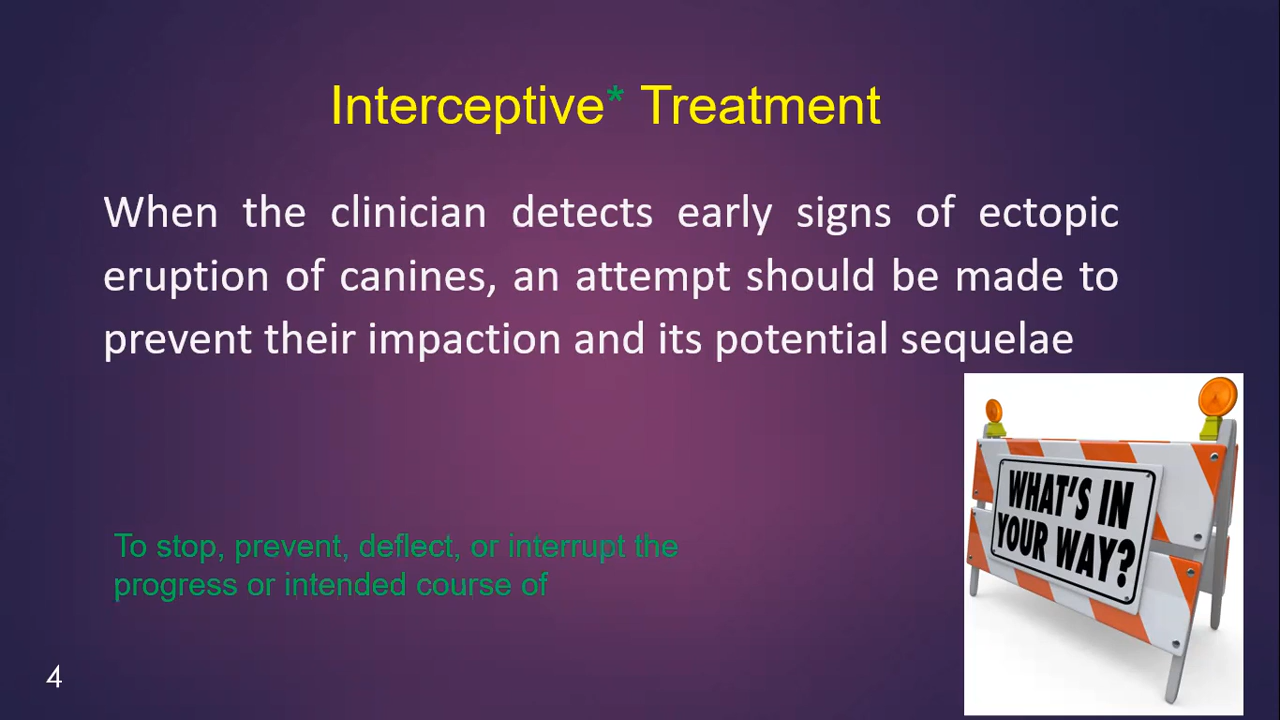 Interceptive* Treatment
When the clinician detects early signs of ectopic
eruption of canines, an attempt should be made to
prevent their impaction and its potential sequelae
WHAT'S IN
YOUR WAY?
To stop, prevent, deflect, or interrupt the
progress or intended course of
4